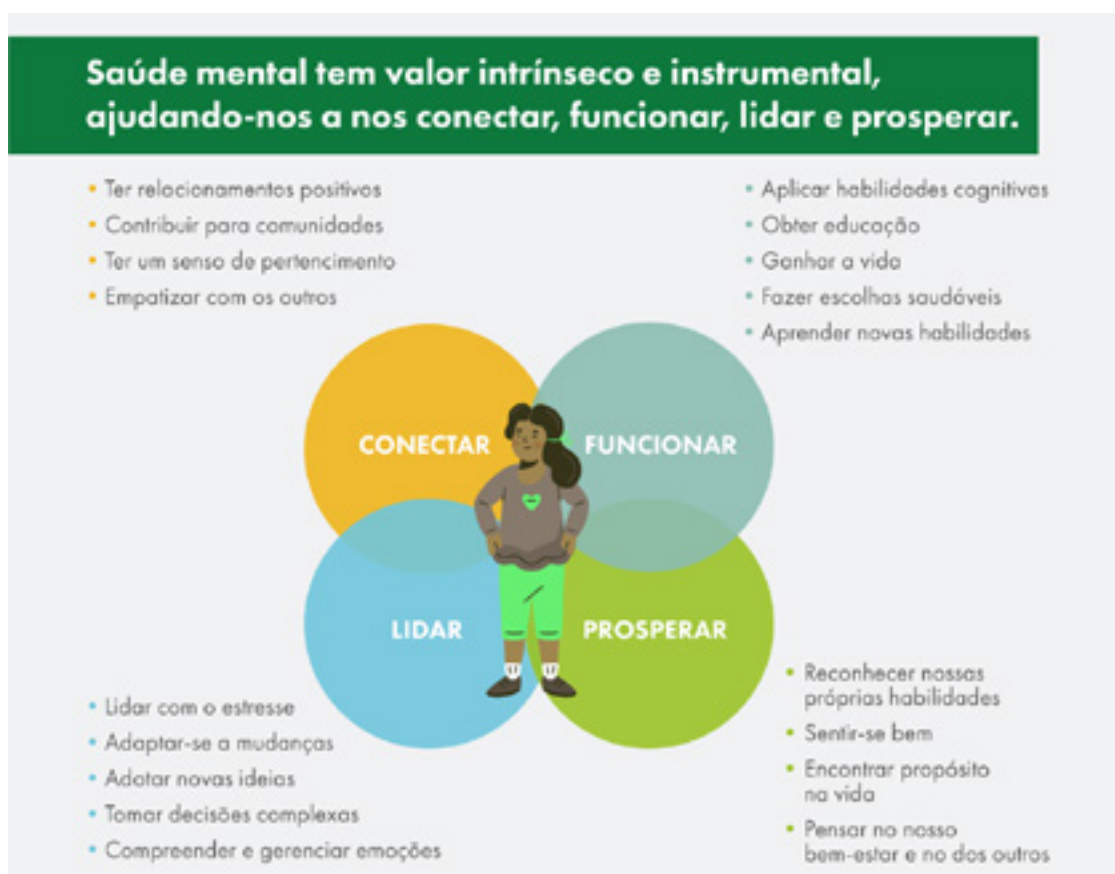 Saúde mental tem valor intrínseco e instrumental,
ajudando-nos a nos conectar, funcionar, lidar e prosperar.
• Ter relacionamentos positivos
• Contribuir para comunidades
• Ter um senso de pertencimento
• Empatizar com os outros
• Aplicar habilidades cognitivas
• Obter educação
• Ganhar a vida
• Fazer escolhas saudáveis
• Aprender novas habilidades
CONECTAR
FUNCIONAR
LIDAR
PROSPERAR
• Lidar com o estresse
• Adaptar-se a mudanças
• Adotar novas ideias
• Tomar decisões complexas
• Compreender e gerenciar emoções
• Reconhecer nossas
próprias habilidades
• Sentir-se bem
• Encontrar propósito
na vida
• Pensar no nosso
bem-estar e no dos outros